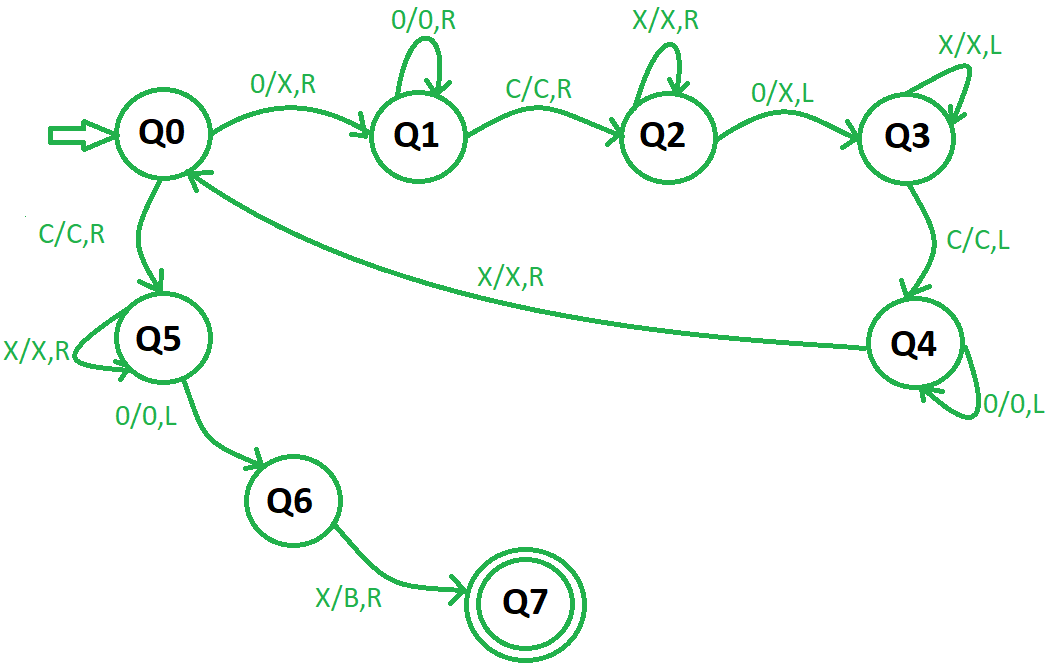 0/0,R
X/X,R
X/X,L
0/X,R
C/C,R
0/X,L
Q0
Q1
Q2
Q3
C/C,R
C/C,L
X/X,R
Q5
Q4
X/X,R
0/0,L
0/0,L
Q6
X/B,R
Q7